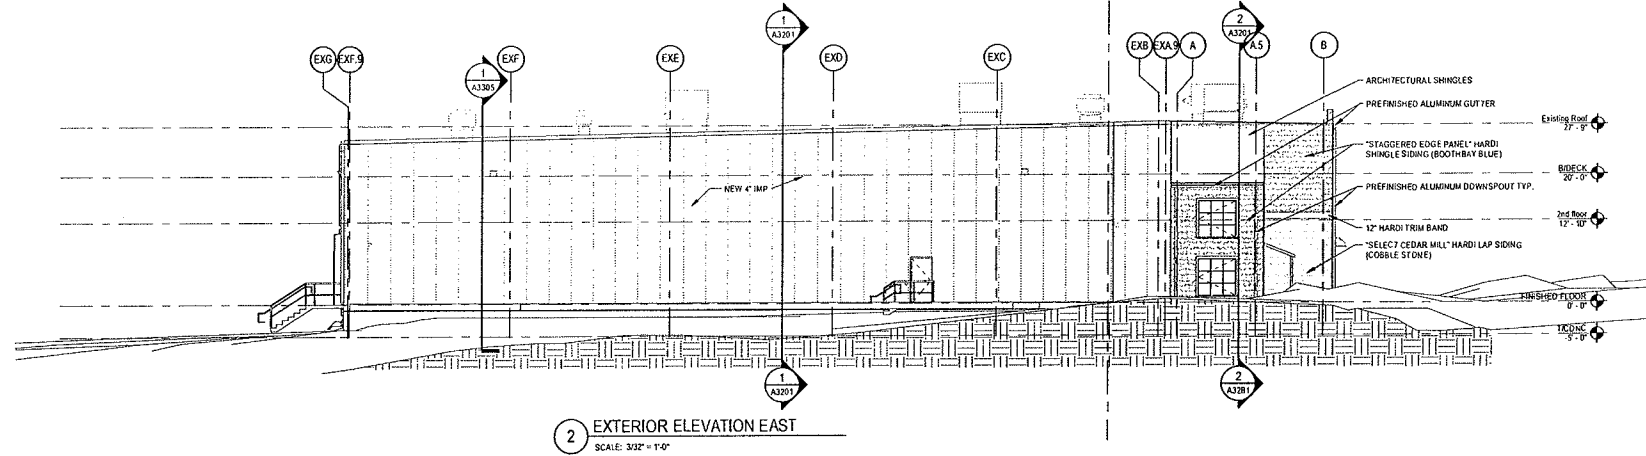 1
A3201
2
A3201
EXG
EXF.9
1
A3305
EXF
EXE
EXD
EXC
EXB
EXA.9
A
A.5
B
ARCHITECTURAL SHINGLES
PREFINISHED ALUMINUM GUTTER
Existing Roof
27' - 9"
"STAGGERED EDGE PANEL" HARDI
SHINGLE SIDING (BOOTHBAY BLUE)
B/DECK
20' - 0"
NEW 4" IMP
PREFINISHED ALUMINUM DOWNSPOUT TYP.
2nd floor
12' - 10"
12" HARDI TRIM BAND
"SELECT CEDAR MILL" HARDI LAP SIDING
(COBBLE STONE)
FINISHED FLOOR
0' - 0"
T/CONC
-5' - 0"
1
A3201
2
A3201
2
EXTERIOR ELEVATION EAST
SCALE: 3/32" = 1'-0"